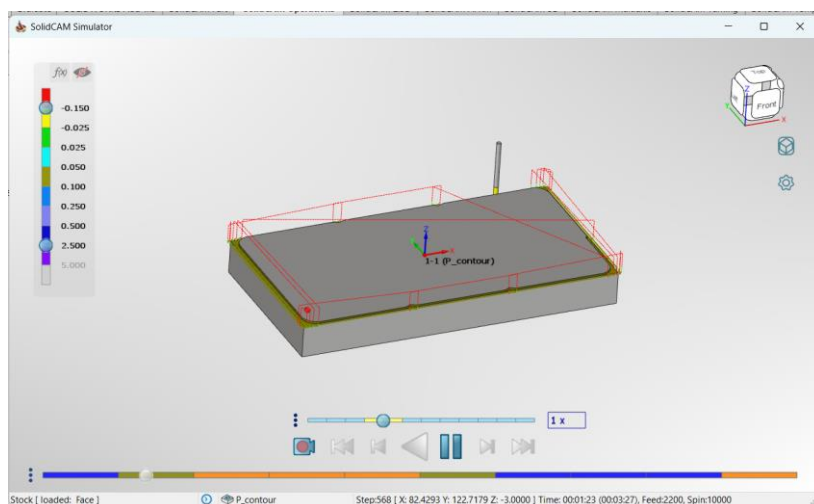 SolidCAM Simulator
f(x)
-0.150
-0.025
0.025
0.050
0.100
0.250
0.500
2.500
5.000
Top
Front
Z
X
Y
Z
X
1-1 (P_contour)
1 x
Stock [ loaded: Face ]
P_contour
Step:568 [ X: 82.4293 Y: 122.7179 Z: -3.0000 ] Time: 00:01:23 (00:03:27), Feed:2200, Spin:10000